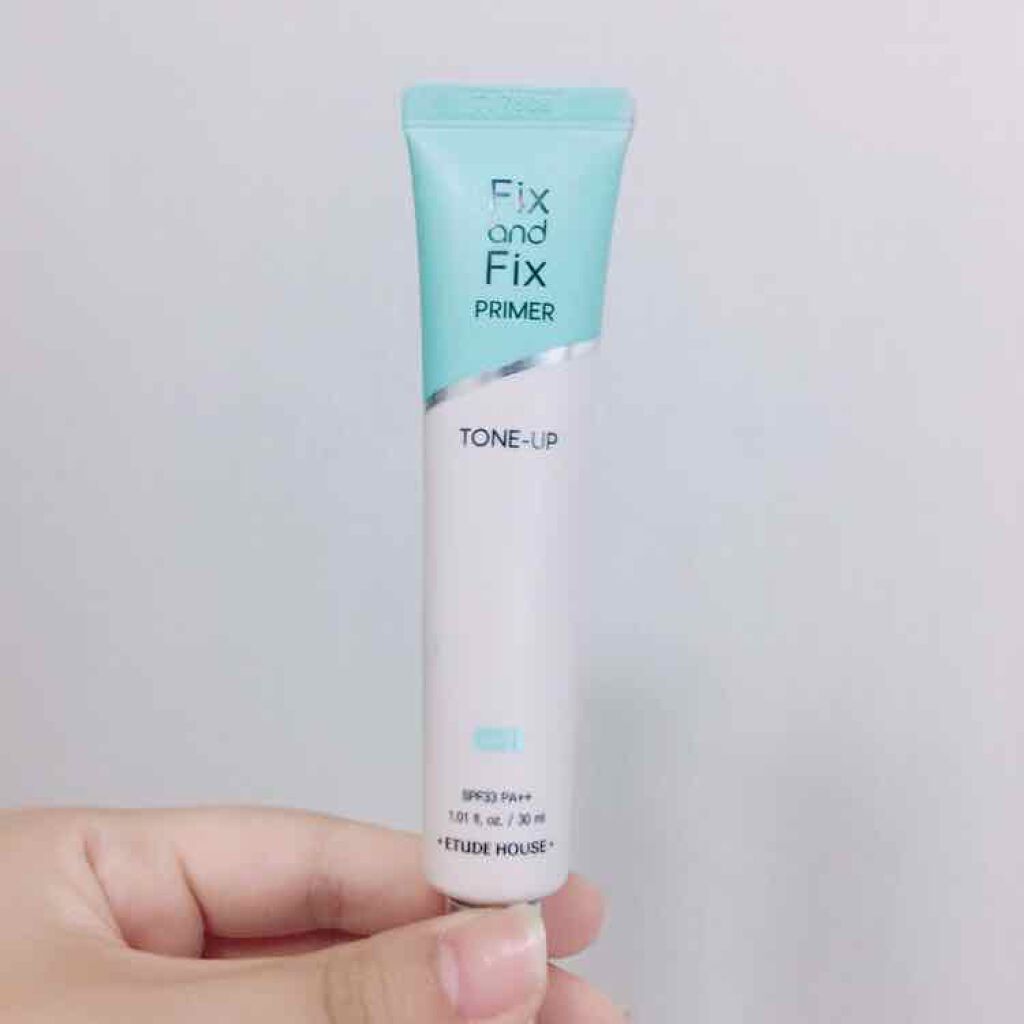 Fix
and
Fix
PRIMER
TONE-UP
SPF33 PA++
1.01 fl. oz. / 30 ml
• ETUDE HOUSE •